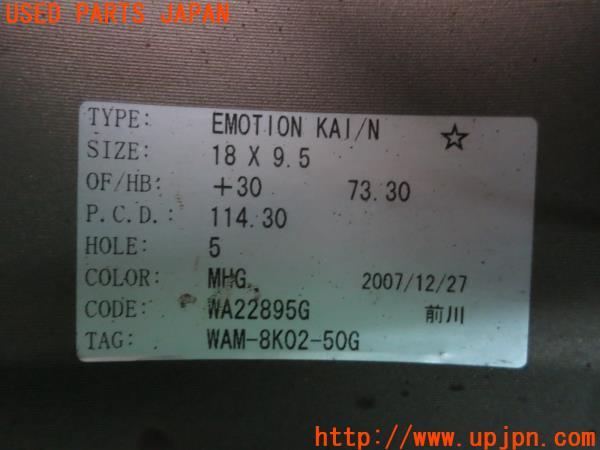 USED PARTS JAPAN
TYPE: EMOTION KAI/N ☆
SIZE: 18 X 9.5
OF/HB: +30 73.30
P.C.D.: 114.30
HOLE: 5
COLOR: MHG 2007/12/27
CODE: WA22895G 前川
TAG: WAM-8K02-50G
UPJ
http://www.upjpn.com/